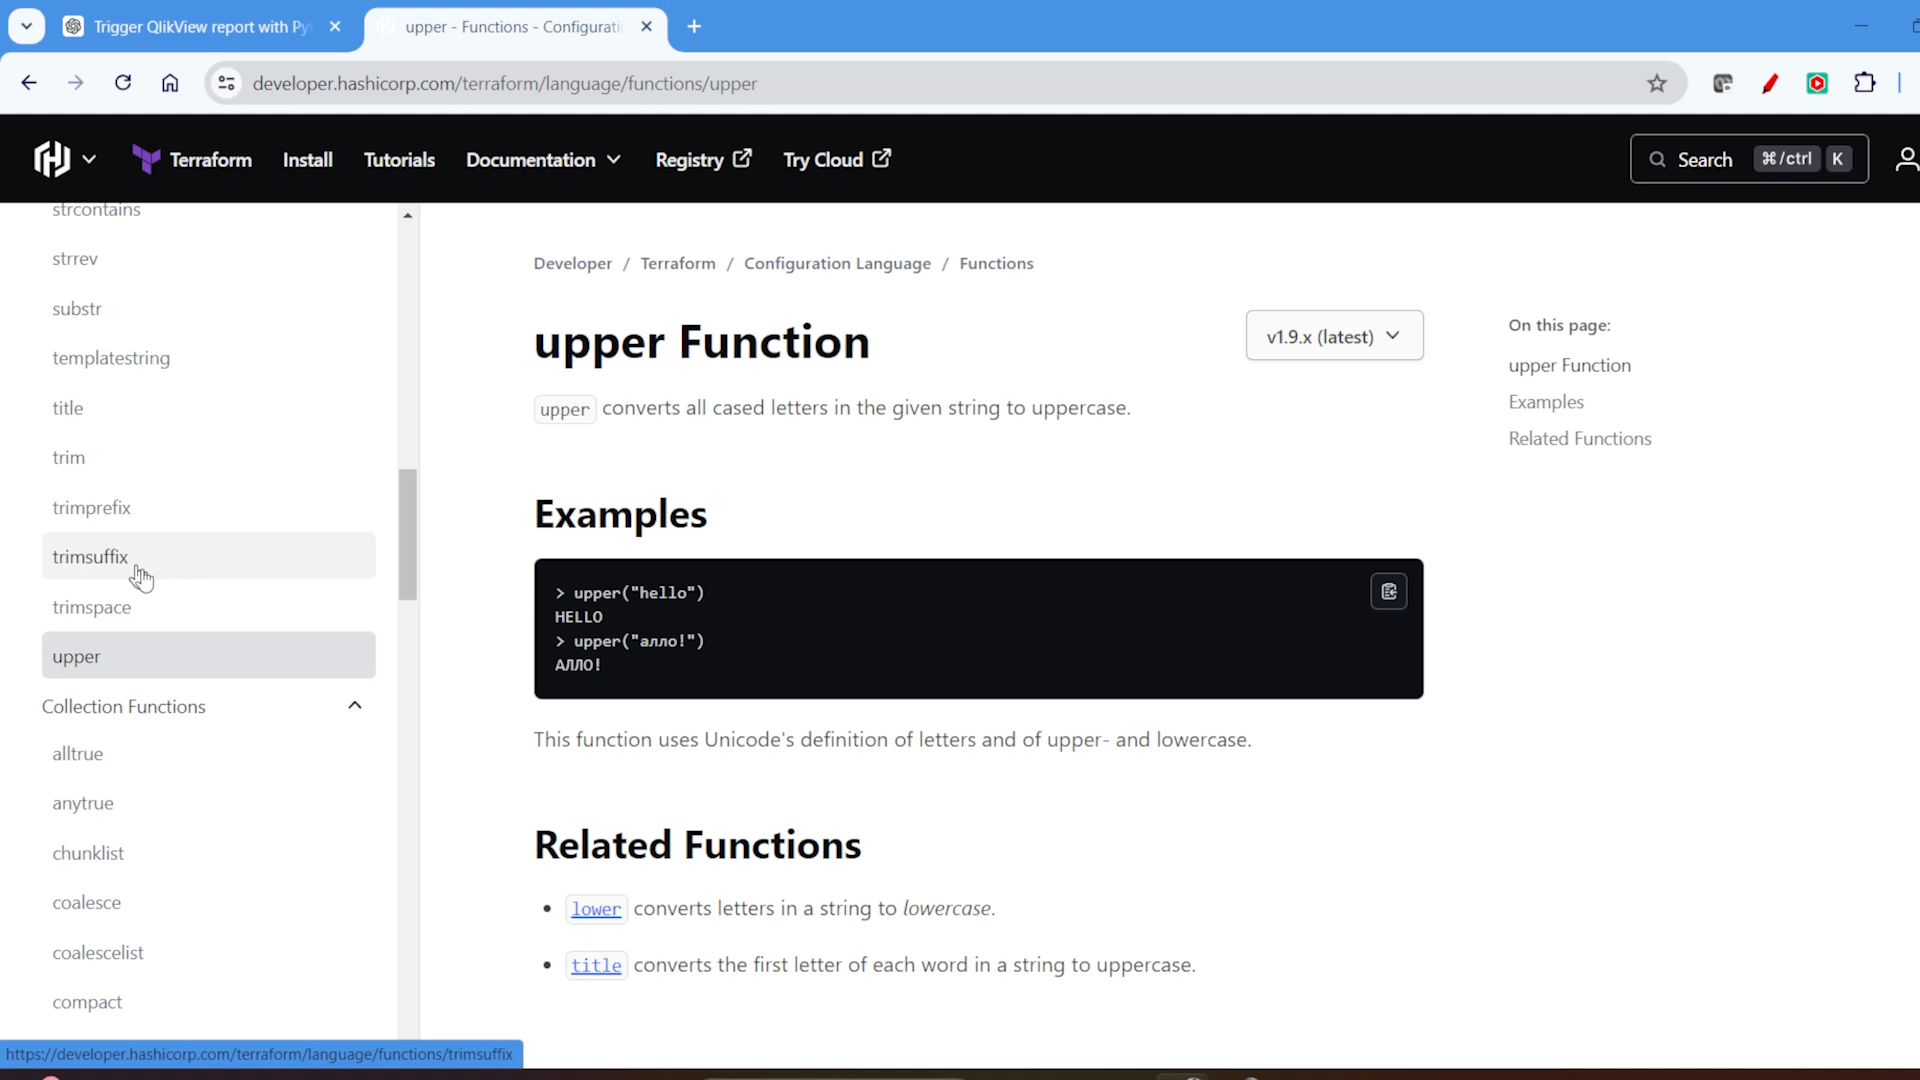 Trigger QlikView report with Py
upper - Functions - Configurati
developer.hashicorp.com/terraform/language/functions/upper
Terraform
Install
Tutorials
Documentation
Registry
Try Cloud
Search
⌘/ctrl
K
strcontains
strrev
substr
templatestring
title
trim
trimprefix
trimsuffix
trimspace
upper
Collection Functions
alltrue
anytrue
chunklist
coalesce
coalescelist
compact
https://developer.hashicorp.com/terraform/language/functions/trimsuffix
Developer / Terraform / Configuration Language / Functions
upper Function
v1.9.x (latest)
upper converts all cased letters in the given string to uppercase.
Examples
> upper("hello")
HELLO
> upper("алло!")
АЛЛО!
This function uses Unicode's definition of letters and of upper- and lowercase.
Related Functions
• lower converts letters in a string to lowercase.
• title converts the first letter of each word in a string to uppercase.
On this page:
upper Function
Examples
Related Functions